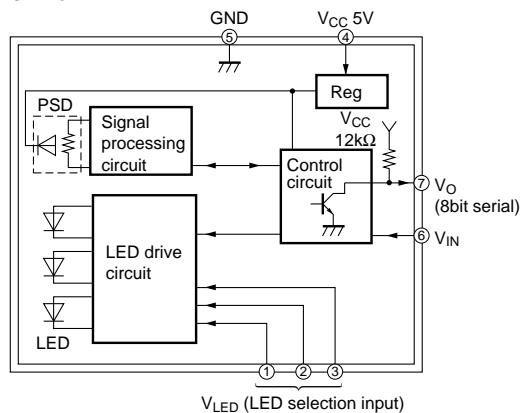 GND
VCC 5V
5
4
PSD
Signal
processing
circuit
Reg
VCC
12kΩ
Control
circuit
7
VO
(8bit serial)
6
VIN
LED drive
circuit
LED
1
2
3
VLED (LED selection input)